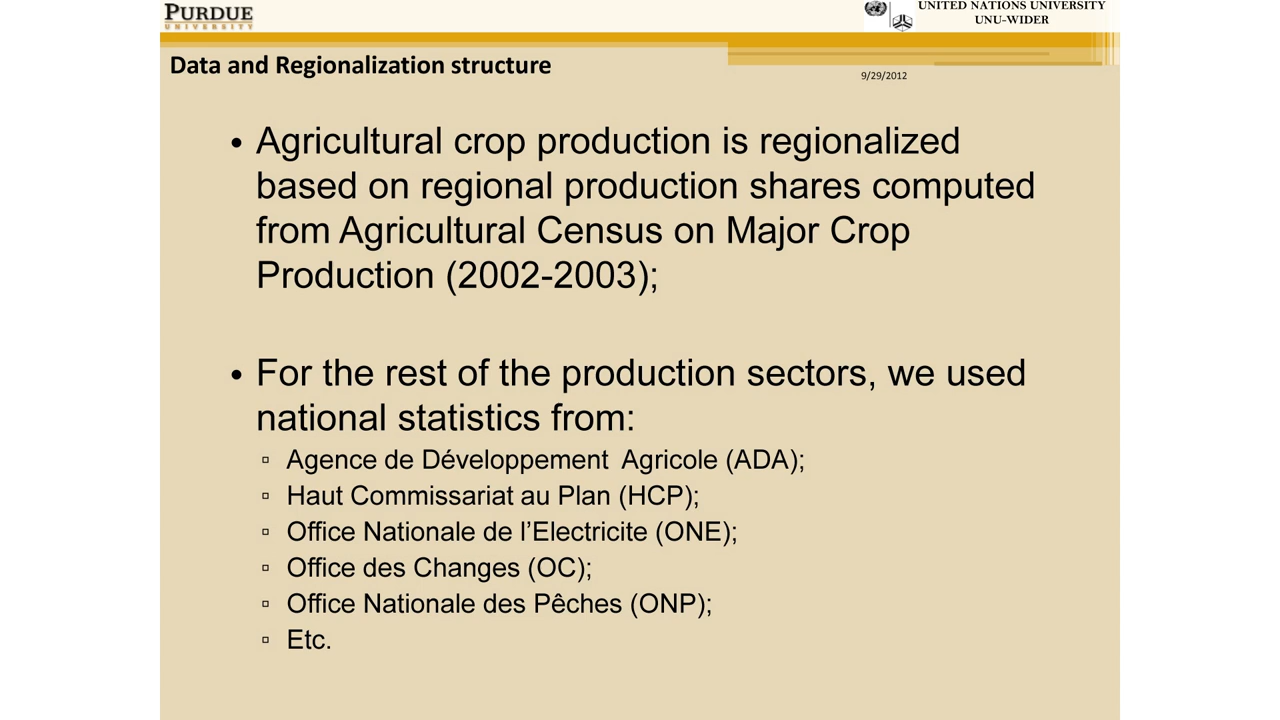 PURDUE
UNIVERSITY
UNITED NATIONS UNIVERSITY
UNU-WIDER
Data and Regionalization structure
9/29/2012
• Agricultural crop production is regionalized
based on regional production shares computed
from Agricultural Census on Major Crop
Production (2002-2003);
• For the rest of the production sectors, we used
national statistics from:
▫ Agence de Développement Agricole (ADA);
▫ Haut Commissariat au Plan (HCP);
▫ Office Nationale de l’Electricite (ONE);
▫ Office des Changes (OC);
▫ Office Nationale des Pêches (ONP);
▫ Etc.